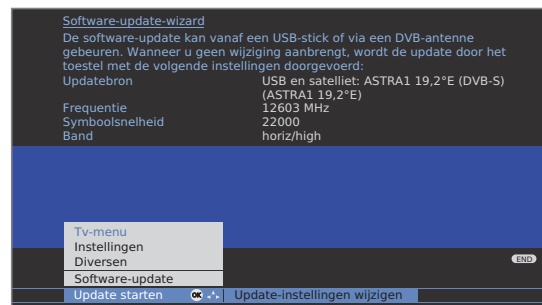 Software-update-wizard
De software-update kan vanaf een USB-stick of via een DVB-antenne
gebeuren. Wanneer u geen wijziging aanbrengt, wordt de update door het
toestel met de volgende instellingen doorgevoerd:
Updatebron USB en satelliet: ASTRA1 19,2°E (DVB-S)
(ASTRA1 19,2°E)
Frequentie 12603 MHz
Symboolsnelheid 22000
Band horiz/high
Tv-menu
Instellingen
Diversen
END
Software-update
Update starten OK Update-instellingen wijzigen